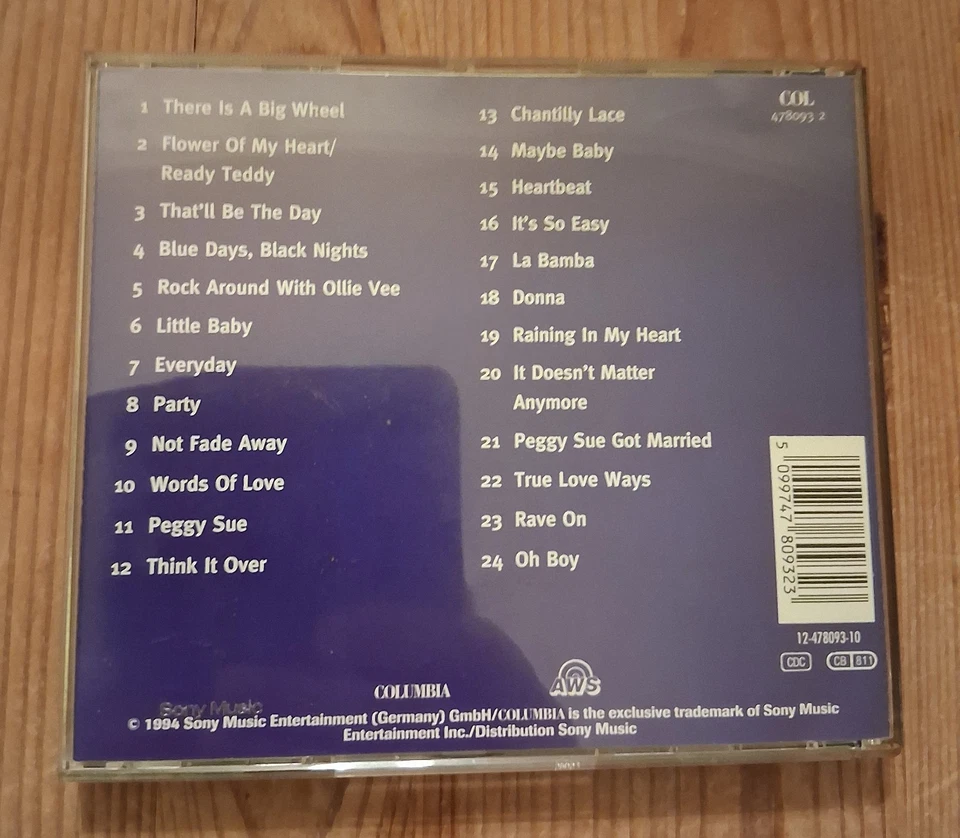 1 There Is A Big Wheel
2 Flower Of My Heart/
Ready Teddy
3 That'll Be The Day
4 Blue Days, Black Nights
5 Rock Around With Ollie Vee
6 Little Baby
7 Everyday
8 Party
9 Not Fade Away
10 Words Of Love
11 Peggy Sue
12 Think It Over
13 Chantilly Lace
14 Maybe Baby
15 Heartbeat
16 It's So Easy
17 La Bamba
18 Donna
19 Raining In My Heart
20 It Doesn't Matter
Anymore
21 Peggy Sue Got Married
22 True Love Ways
23 Rave On
24 Oh Boy
COL
478093 2
5 099747 809323
12-478093-10
CDC CB 811
COLUMBIA
AWS
Sony Music
© 1994 Sony Music Entertainment (Germany) GmbH/COLUMBIA is the exclusive trademark of Sony Music
Entertainment Inc./Distribution Sony Music